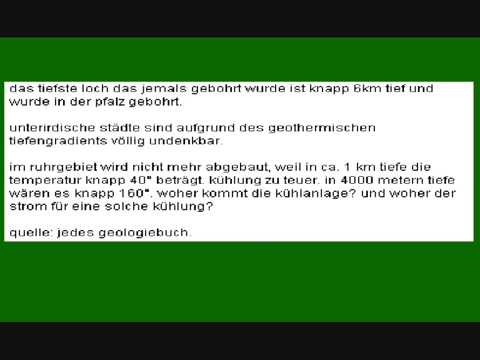 das tiefste loch das jemals gebohrt wurde ist knapp 6km tief und
wurde in der pfalz gebohrt.
unterirdische städte sind aufgrund des geothermischen
tiefengradients völlig undenkbar.
im ruhrgebiet wird nicht mehr abgebaut, weil in ca. 1 km tiefe die
temperatur knapp 40° beträgt. kühlung zu teuer. in 4000 metern tiefe
wären es knapp 160°. woher kommt die kühlanlage? und woher der
strom für eine solche kühlung?
quelle: jedes geologiebuch.